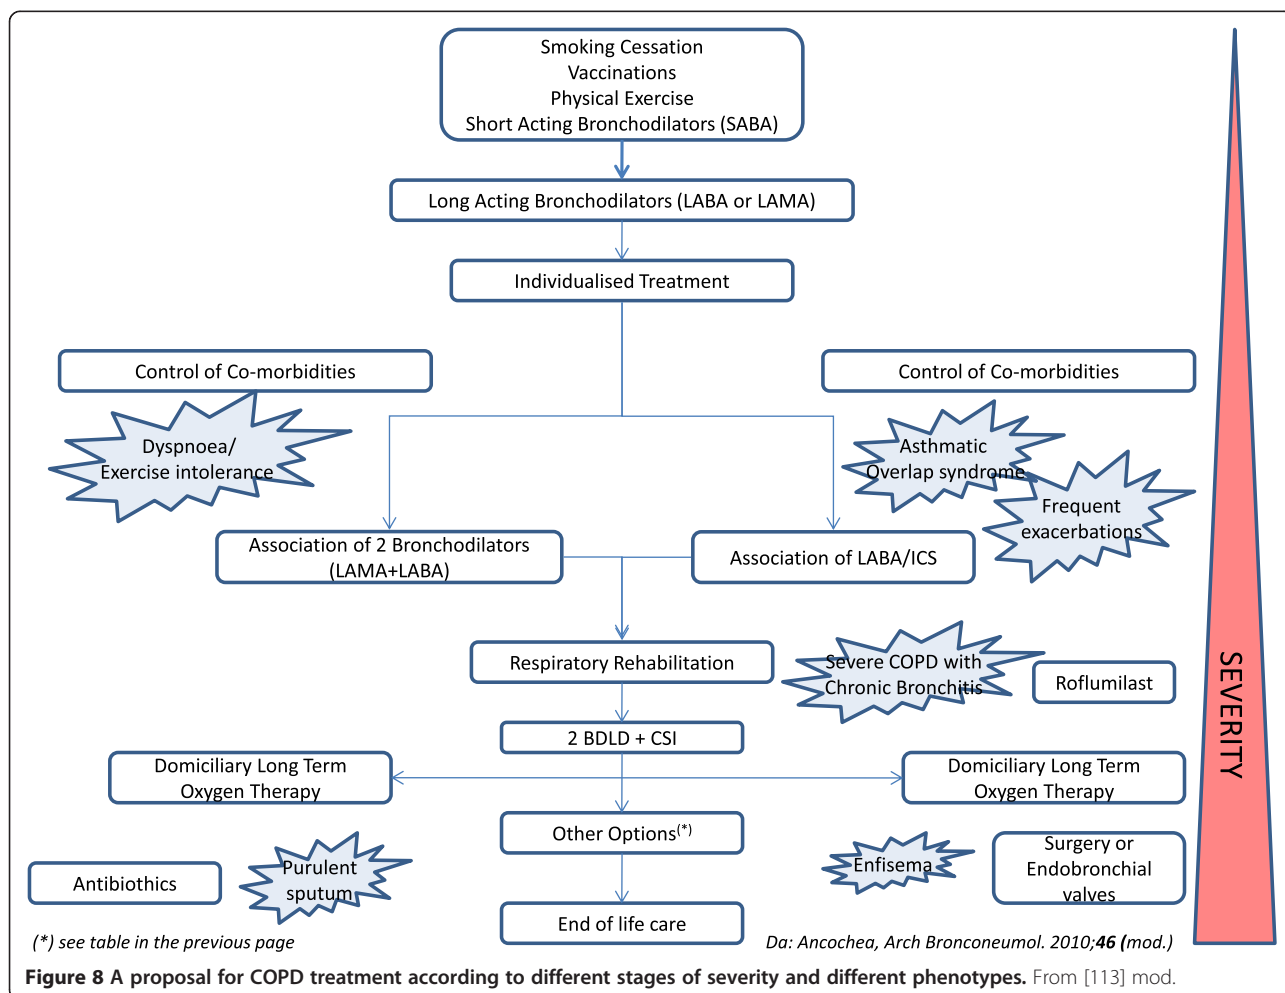 Smoking Cessation
Vaccinations
Physical Exercise
Short Acting Bronchodilators (SABA)
Long Acting Bronchodilators (LABA or LAMA)
Individualised Treatment
Control of Co-morbidities
Control of Co-morbidities
Dyspnoea/
Exercise intolerance
Asthmatic
Overlap syndrome
Frequent
exacerbations
Association of 2 Bronchodilators
(LAMA+LABA)
Association of LABA/ICS
Respiratory Rehabilitation
Severe COPD with
Chronic Bronchitis
Roflumilast
SEVERITY
2 BDLD + CSI
Domiciliary Long Term
Oxygen Therapy
Domiciliary Long Term
Oxygen Therapy
Other Options(*)
Antibiothics
Purulent
sputum
Enfisema
Surgery or
Endobronchial
valves
End of life care
(*) see table in the previous page
Da: Ancochea, Arch Bronconeumol. 2010;46 (mod.)
Figure 8 A proposal for COPD treatment according to different stages of severity and different phenotypes. From [113] mod.